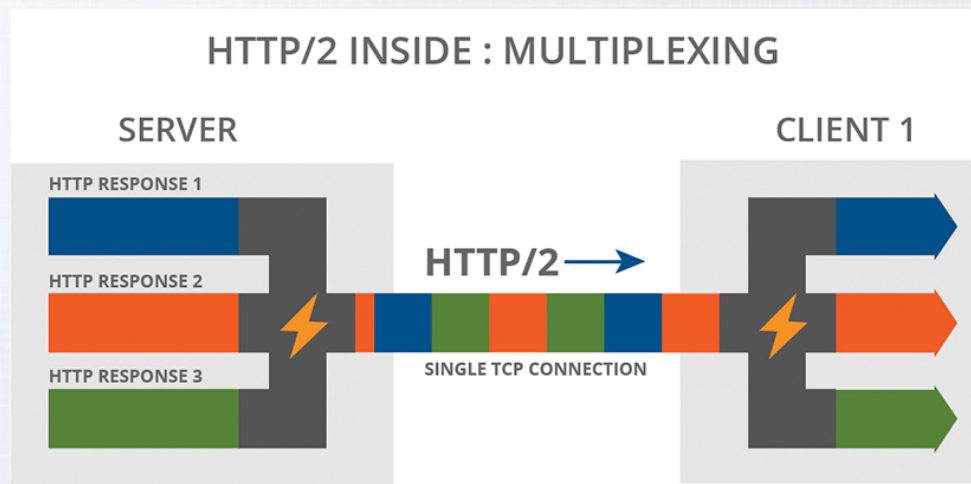 HTTP/2 INSIDE : MULTIPLEXING
SERVER
CLIENT 1
HTTP RESPONSE 1
HTTP/2
HTTP RESPONSE 2
SINGLE TCP CONNECTION
HTTP RESPONSE 3